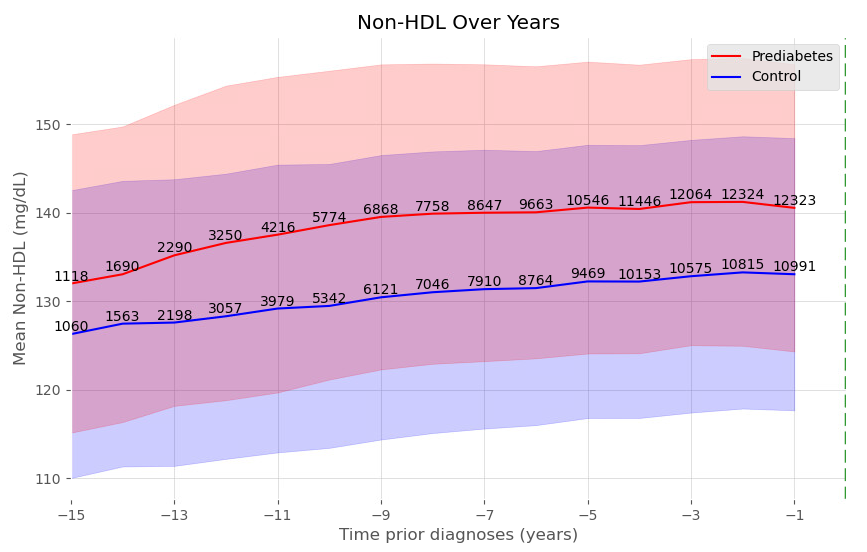 Non-HDL Over Years
Prediabetes
Control
Mean Non-HDL (mg/dL)
150
140
130
120
110
1118 1690 2290 3250 4216 5774 6868 7758 8647 9663 10546 11446 12064 12324 12323
1060 1563 2198 3057 3979 5342 6121 7046 7910 8764 9469 10153 10575 10815 10991
−15 −13 −11 −9 −7 −5 −3 −1
Time prior diagnoses (years)